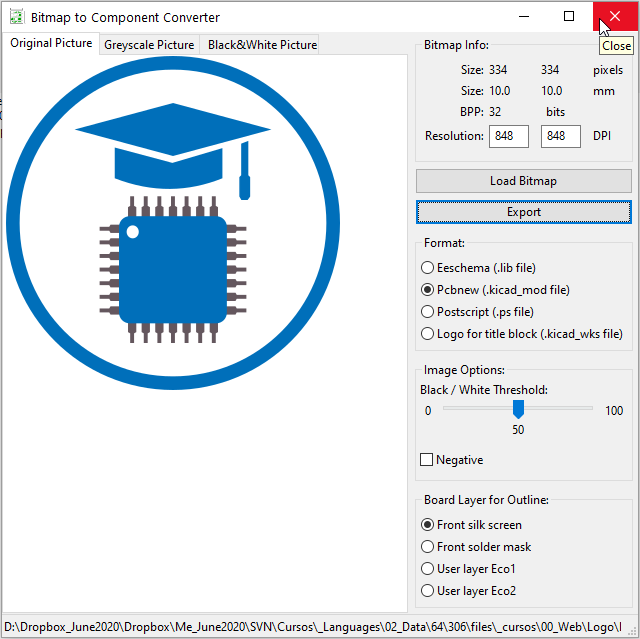 Bitmap to Component Converter
Close
Original Picture Greyscale Picture Black&White Picture
Bitmap Info:
Size: 334 334 pixels
Size: 10.0 10.0 mm
BPP: 32 bits
Resolution: 848 848 DPI
Load Bitmap
Export
Format:
Eeschema (.lib file)
Pcbnew (.kicad_mod file)
Postscript (.ps file)
Logo for title block (.kicad_wks file)
Image Options:
Black / White Threshold:
0 100
50
Negative
Board Layer for Outline:
Front silk screen
Front solder mask
User layer Eco1
User layer Eco2
D:\Dropbox_June2020\Dropbox\Me_June2020\SVN\Cursos\_Languages\02_Data\64\306\files\_cursos\00_Web\Logo\I